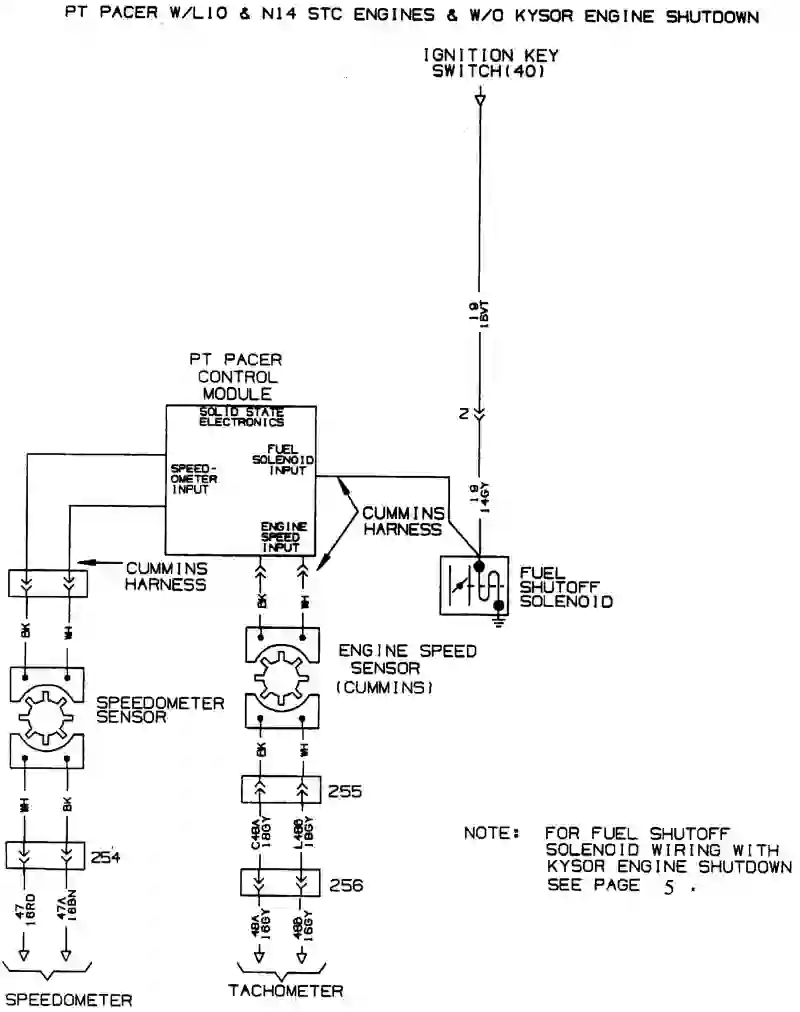 PT PACER W/L10 & N14 STC ENGINES & W/O KYSOR ENGINE SHUTDOWN
IGNITION KEY
SWITCH(40)
19
16VT
PT PACER
CONTROL
MODULE
SOLID STATE
ELECTRONICS
2
FUEL
SOLENOID
INPUT
SPEED-
OMETER
INPUT
19
14GY
CUMMINS
HARNESS
ENGINE
SPEED
INPUT
CUMMINS
HARNESS
FUEL
SHUTOFF
SOLENOID
BK
WH
BK
WH
ENGINE SPEED
SENSOR
(CUMMINS)
SPEEDOMETER
SENSOR
BK
WH
WH
BK
255
C48A
18GY
L48B
18GY
NOTE: FOR FUEL SHUTOFF
SOLENOID WIRING WITH
KYSOR ENGINE SHUTDOWN
SEE PAGE 5 .
254
256
47
16RD
47A
16BN
48A
16GY
48B
16GY
SPEEDOMETER
TACHOMETER